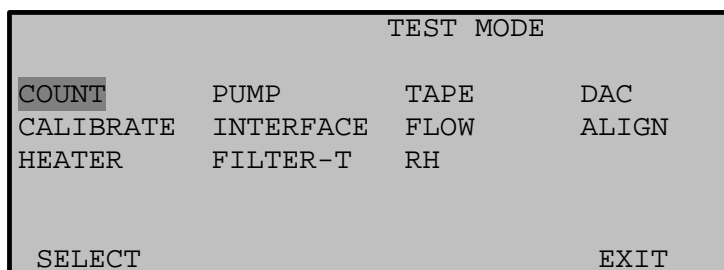 TEST MODE
COUNT PUMP TAPE DAC
CALIBRATE INTERFACE FLOW ALIGN
HEATER FILTER-T RH
SELECT EXIT